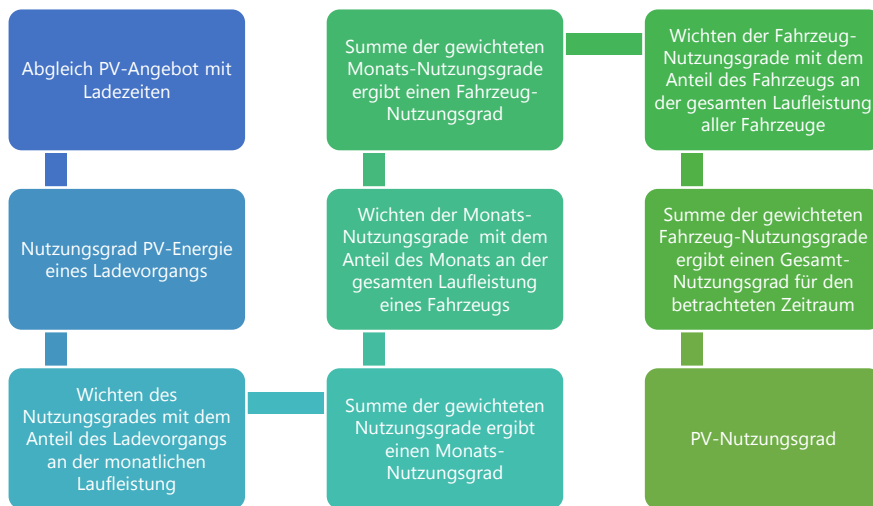 Abgleich PV-Angebot mit
Ladezeiten
Nutzungsgrad PV-Energie
eines Ladevorgangs
Wichten des
Nutzungsgrades mit dem
Anteil des Ladevorgangs
an der monatlichen
Laufleistung
Summe der gewichteten
Nutzungsgrade ergibt
einen Monats-
Nutzungsgrad
Wichten der Monats-
Nutzungsgrade mit dem
Anteil des Monats an der
gesamten Laufleistung
eines Fahrzeugs
Summe der gewichteten
Monats-Nutzungsgrade
ergibt einen Fahrzeug-
Nutzungsgrad
Wichten der Fahrzeug-
Nutzungsgrade mit dem
Anteil des Fahrzeugs an
der gesamten Laufleistung
aller Fahrzeuge
Summe der gewichteten
Fahrzeug-Nutzungsgrade
ergibt einen Gesamt-
Nutzungsgrad für den
betrachteten Zeitraum
PV-Nutzungsgrad